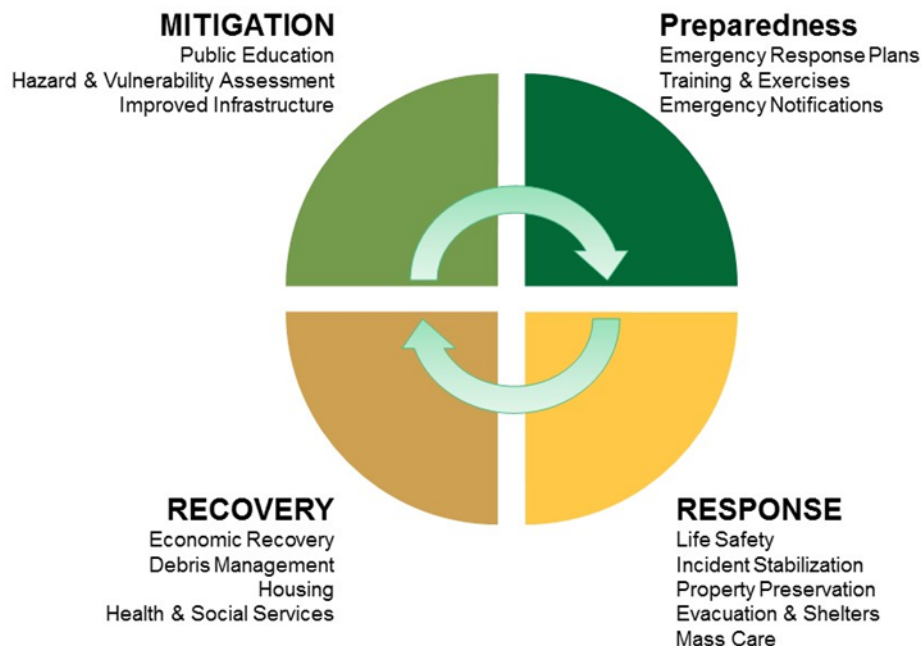 MITIGATION
Public Education
Hazard & Vulnerability Assessment
Improved Infrastructure
Preparedness
Emergency Response Plans
Training & Exercises
Emergency Notifications
RECOVERY
Economic Recovery
Debris Management
Housing
Health & Social Services
RESPONSE
Life Safety
Incident Stabilization
Property Preservation
Evacuation & Shelters
Mass Care